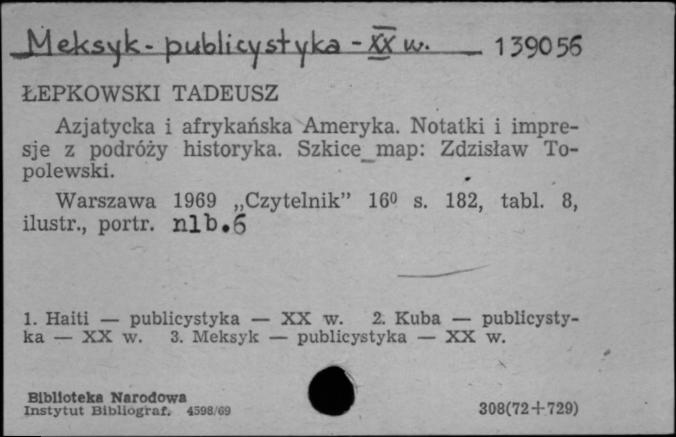 Meksyk - publicystyka - XX w. 139056
ŁEPKOWSKI TADEUSZ
Azjatycka i afrykańska Ameryka. Notatki i impre-
sje z podróży historyka. Szkice map: Zdzisław To-
polewski.
Warszawa 1969 „Czytelnik” 16⁰ s. 182, tabl. 8,
ilustr., portr. nlb. 6
1. Haiti — publicystyka — XX w. 2. Kuba — publicysty-
ka — XX w. 3. Meksyk — publicystyka — XX w.
Biblioteka Narodowa
Instytut Bibliograf. 4598/69 308(72+729)